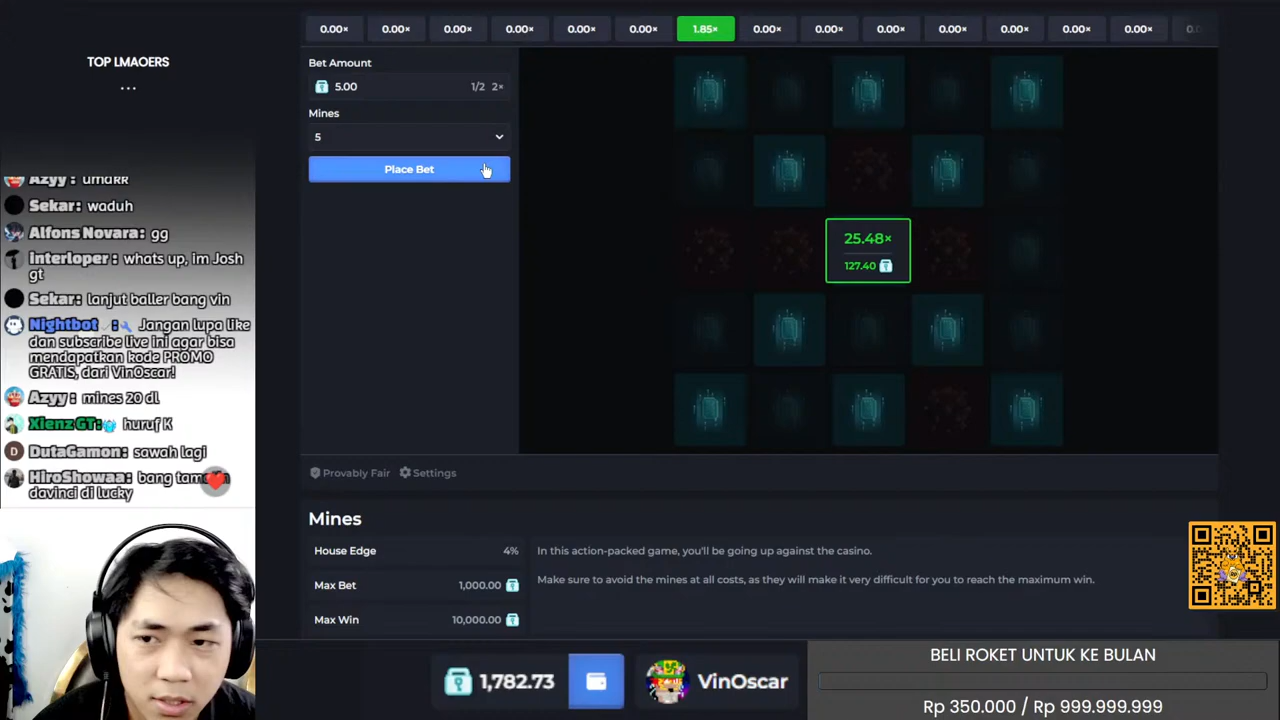 0.00× 0.00× 0.00× 0.00× 0.00× 0.00× 1.85× 0.00× 0.00× 0.00× 0.00× 0.00× 0.00× 0.00×
TOP LMAOERS
...
Bet Amount
5.00 1/2 2×
Mines
5
Place Bet
25.48×
127.40
Azyy: umarr
Sekar: waduh
Alfons Novara: gg
interloper: whats up, im Josh
gt
Sekar: lanjut baller bang vin
Nightbot: Jangan lupa like
dan subscribe live ini agar bisa
mendapatkan kode PROMO
GRATIS, dari VinOscar!
Azyy: mines 20 dl
Xienz GT: huruf K
D DutaGamon: sawah lagi
HiroShowaa: bang
davinci di lucky
Provably Fair Settings
Mines
House Edge 4%
Max Bet 1,000.00
Max Win 10,000.00
In this action-packed game, you'll be going up against the casino.
Make sure to avoid the mines at all costs, as they will make it very difficult for you to reach the maximum win.
1,782.73
VinOscar
BELI ROKET UNTUK KE BULAN
Rp 350.000 / Rp 999.999.999